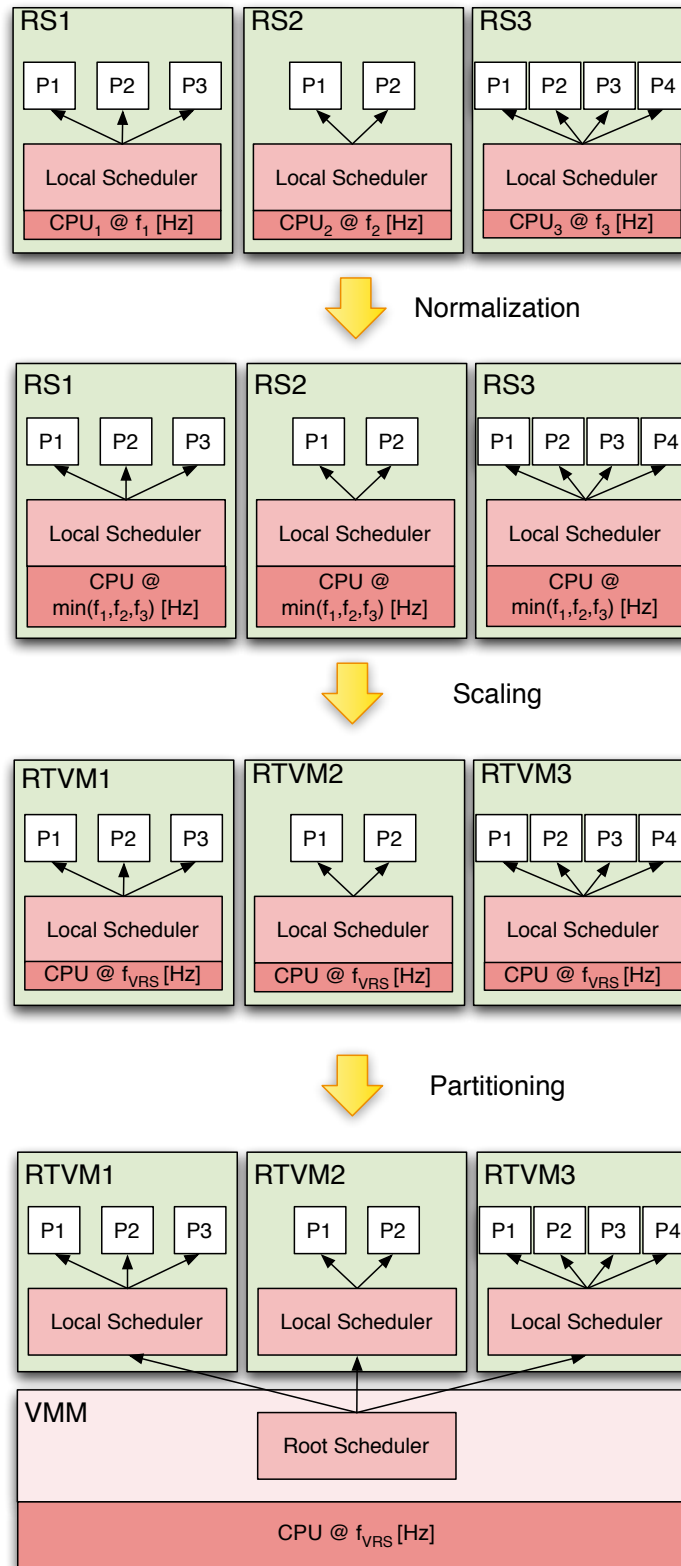 RS1 RS2 RS3
P1 P2 P3 P1 P2 P1 P2 P3 P4
Local Scheduler Local Scheduler Local Scheduler
CPU₁ @ f₁ [Hz] CPU₂ @ f₂ [Hz] CPU₃ @ f₃ [Hz]
Normalization
RS1 RS2 RS3
P1 P2 P3 P1 P2 P1 P2 P3 P4
Local Scheduler Local Scheduler Local Scheduler
CPU @ CPU @ CPU @
min(f₁,f₂,f₃) [Hz] min(f₁,f₂,f₃) [Hz] min(f₁,f₂,f₃) [Hz]
Scaling
RTVM1 RTVM2 RTVM3
P1 P2 P3 P1 P2 P1 P2 P3 P4
Local Scheduler Local Scheduler Local Scheduler
CPU @ fVRS [Hz] CPU @ fVRS [Hz] CPU @ fVRS [Hz]
Partitioning
RTVM1 RTVM2 RTVM3
P1 P2 P3 P1 P2 P1 P2 P3 P4
Local Scheduler Local Scheduler Local Scheduler
VMM
Root Scheduler
CPU @ fVRS [Hz]